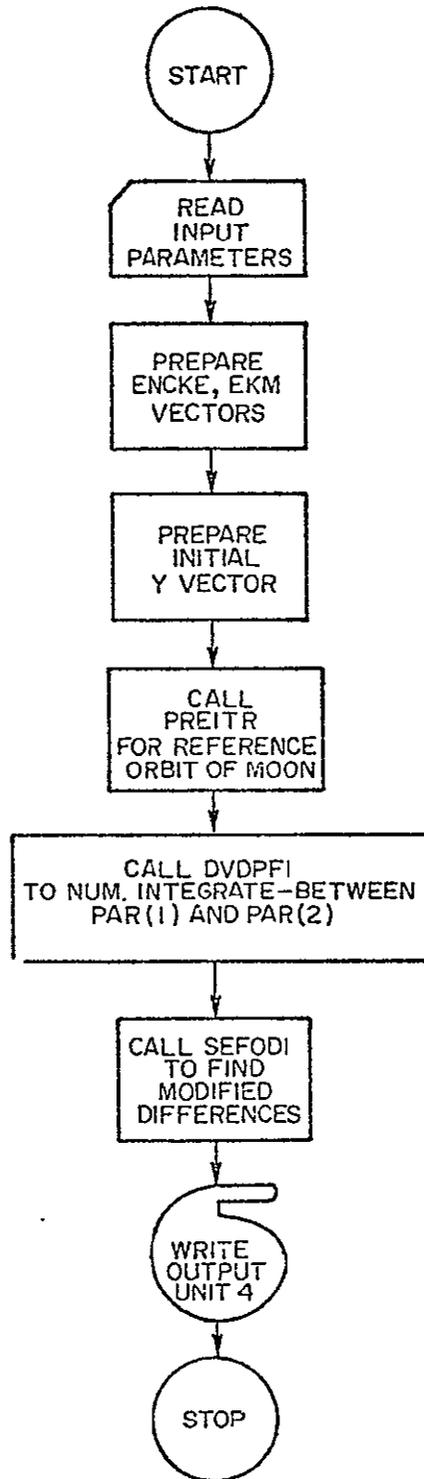 START
READ
INPUT
PARAMETERS
PREPARE
ENCKE, EKM
VECTORS
PREPARE
INITIAL
Y VECTOR
CALL
PREITR
FOR REFERENCE
ORBIT OF MOON
CALL DVDPFI
TO NUM. INTEGRATE-BETWEEN
PAR(1) AND PAR(2)
CALL SEFODI
TO FIND
MODIFIED
DIFFERENCES
WRITE
OUTPUT
UNIT 4
STOP